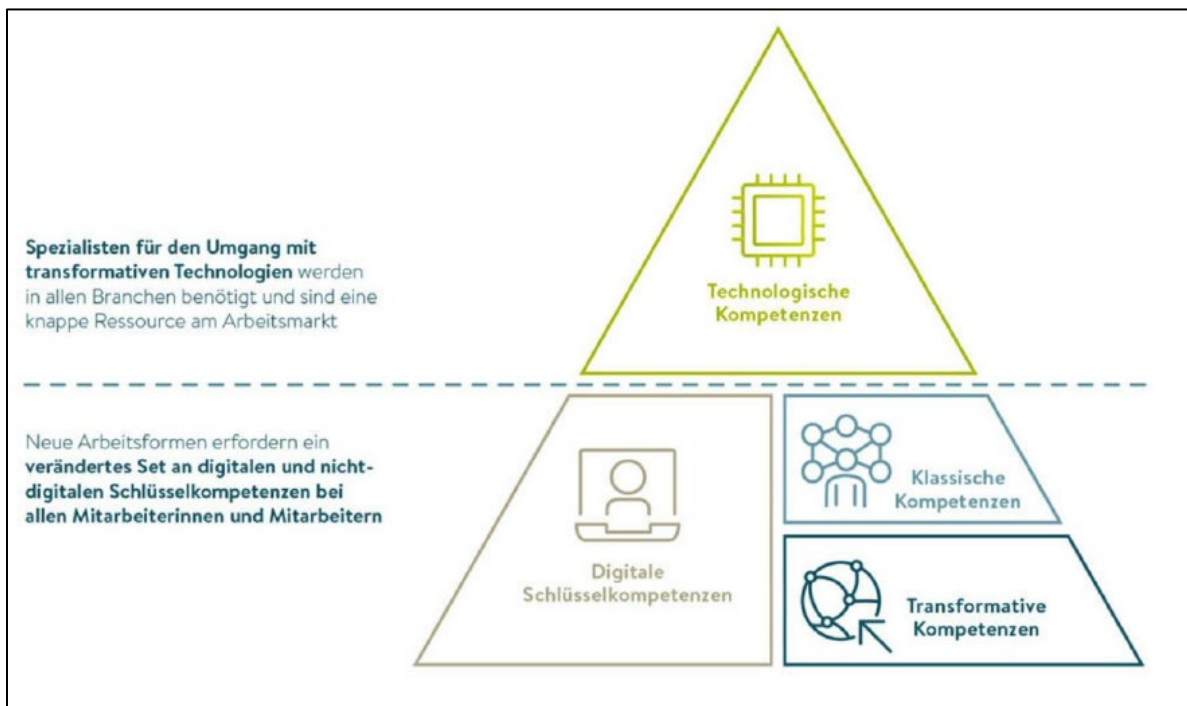 Spezialisten für den Umgang mit
transformativen Technologien werden
in allen Branchen benötigt und sind eine
knappe Ressource am Arbeitsmarkt
Technologische
Kompetenzen
Neue Arbeitsformen erfordern ein
verändertes Set an digitalen und nicht-
digitalen Schlüsselkompetenzen bei
allen Mitarbeiterinnen und Mitarbeitern
Digitale
Schlüsselkompetenzen
Klassische
Kompetenzen
Transformative
Kompetenzen